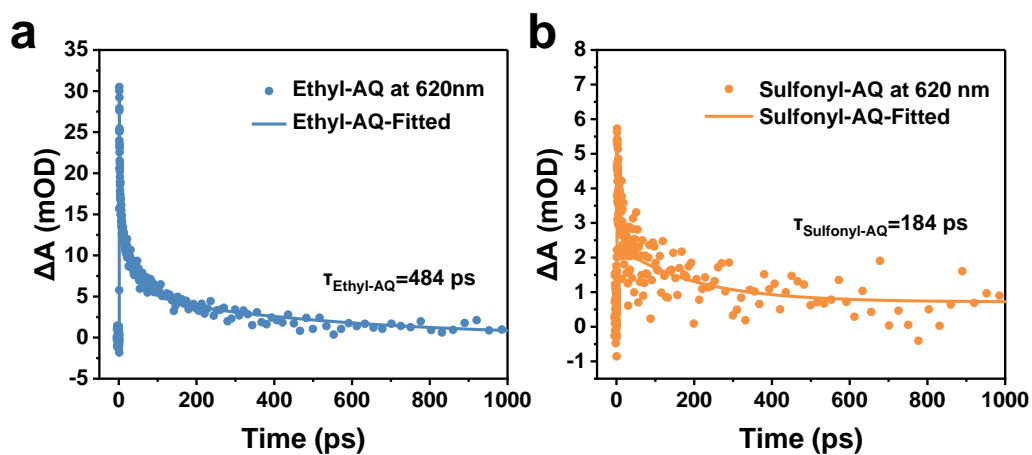 a
35
30
25
20
15
10
5
0
-5
ΔA (mOD)
Ethyl-AQ at 620nm
Ethyl-AQ-Fitted
τEthyl-AQ=484 ps
0 200 400 600 800 1000
Time (ps)
b
8
7
6
5
4
3
2
1
0
-1
ΔA (mOD)
Sulfonyl-AQ at 620 nm
Sulfonyl-AQ-Fitted
τSulfonyl-AQ=184 ps
0 200 400 600 800 1000
Time (ps)